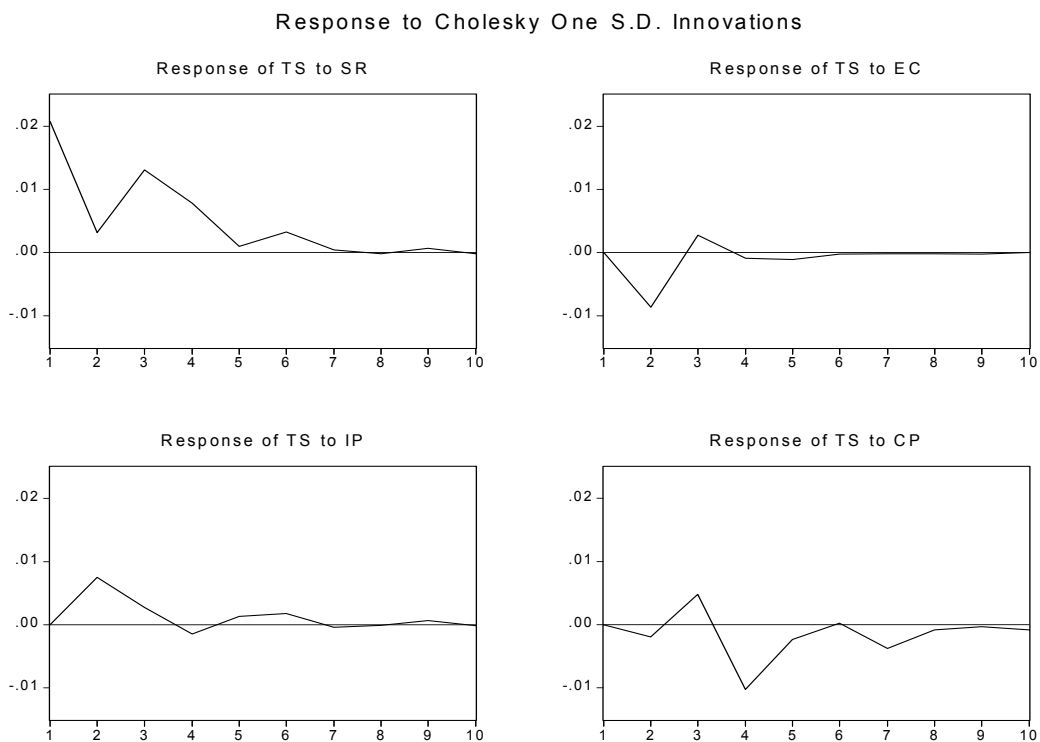 Response to Cholesky One S.D. Innovations
Response of TS to SR
.02
.01
.00
-.01
1 2 3 4 5 6 7 8 9 10
Response of TS to EC
.02
.01
.00
-.01
1 2 3 4 5 6 7 8 9 10
Response of TS to IP
.02
.01
.00
-.01
1 2 3 4 5 6 7 8 9 10
Response of TS to CP
.02
.01
.00
-.01
1 2 3 4 5 6 7 8 9 10